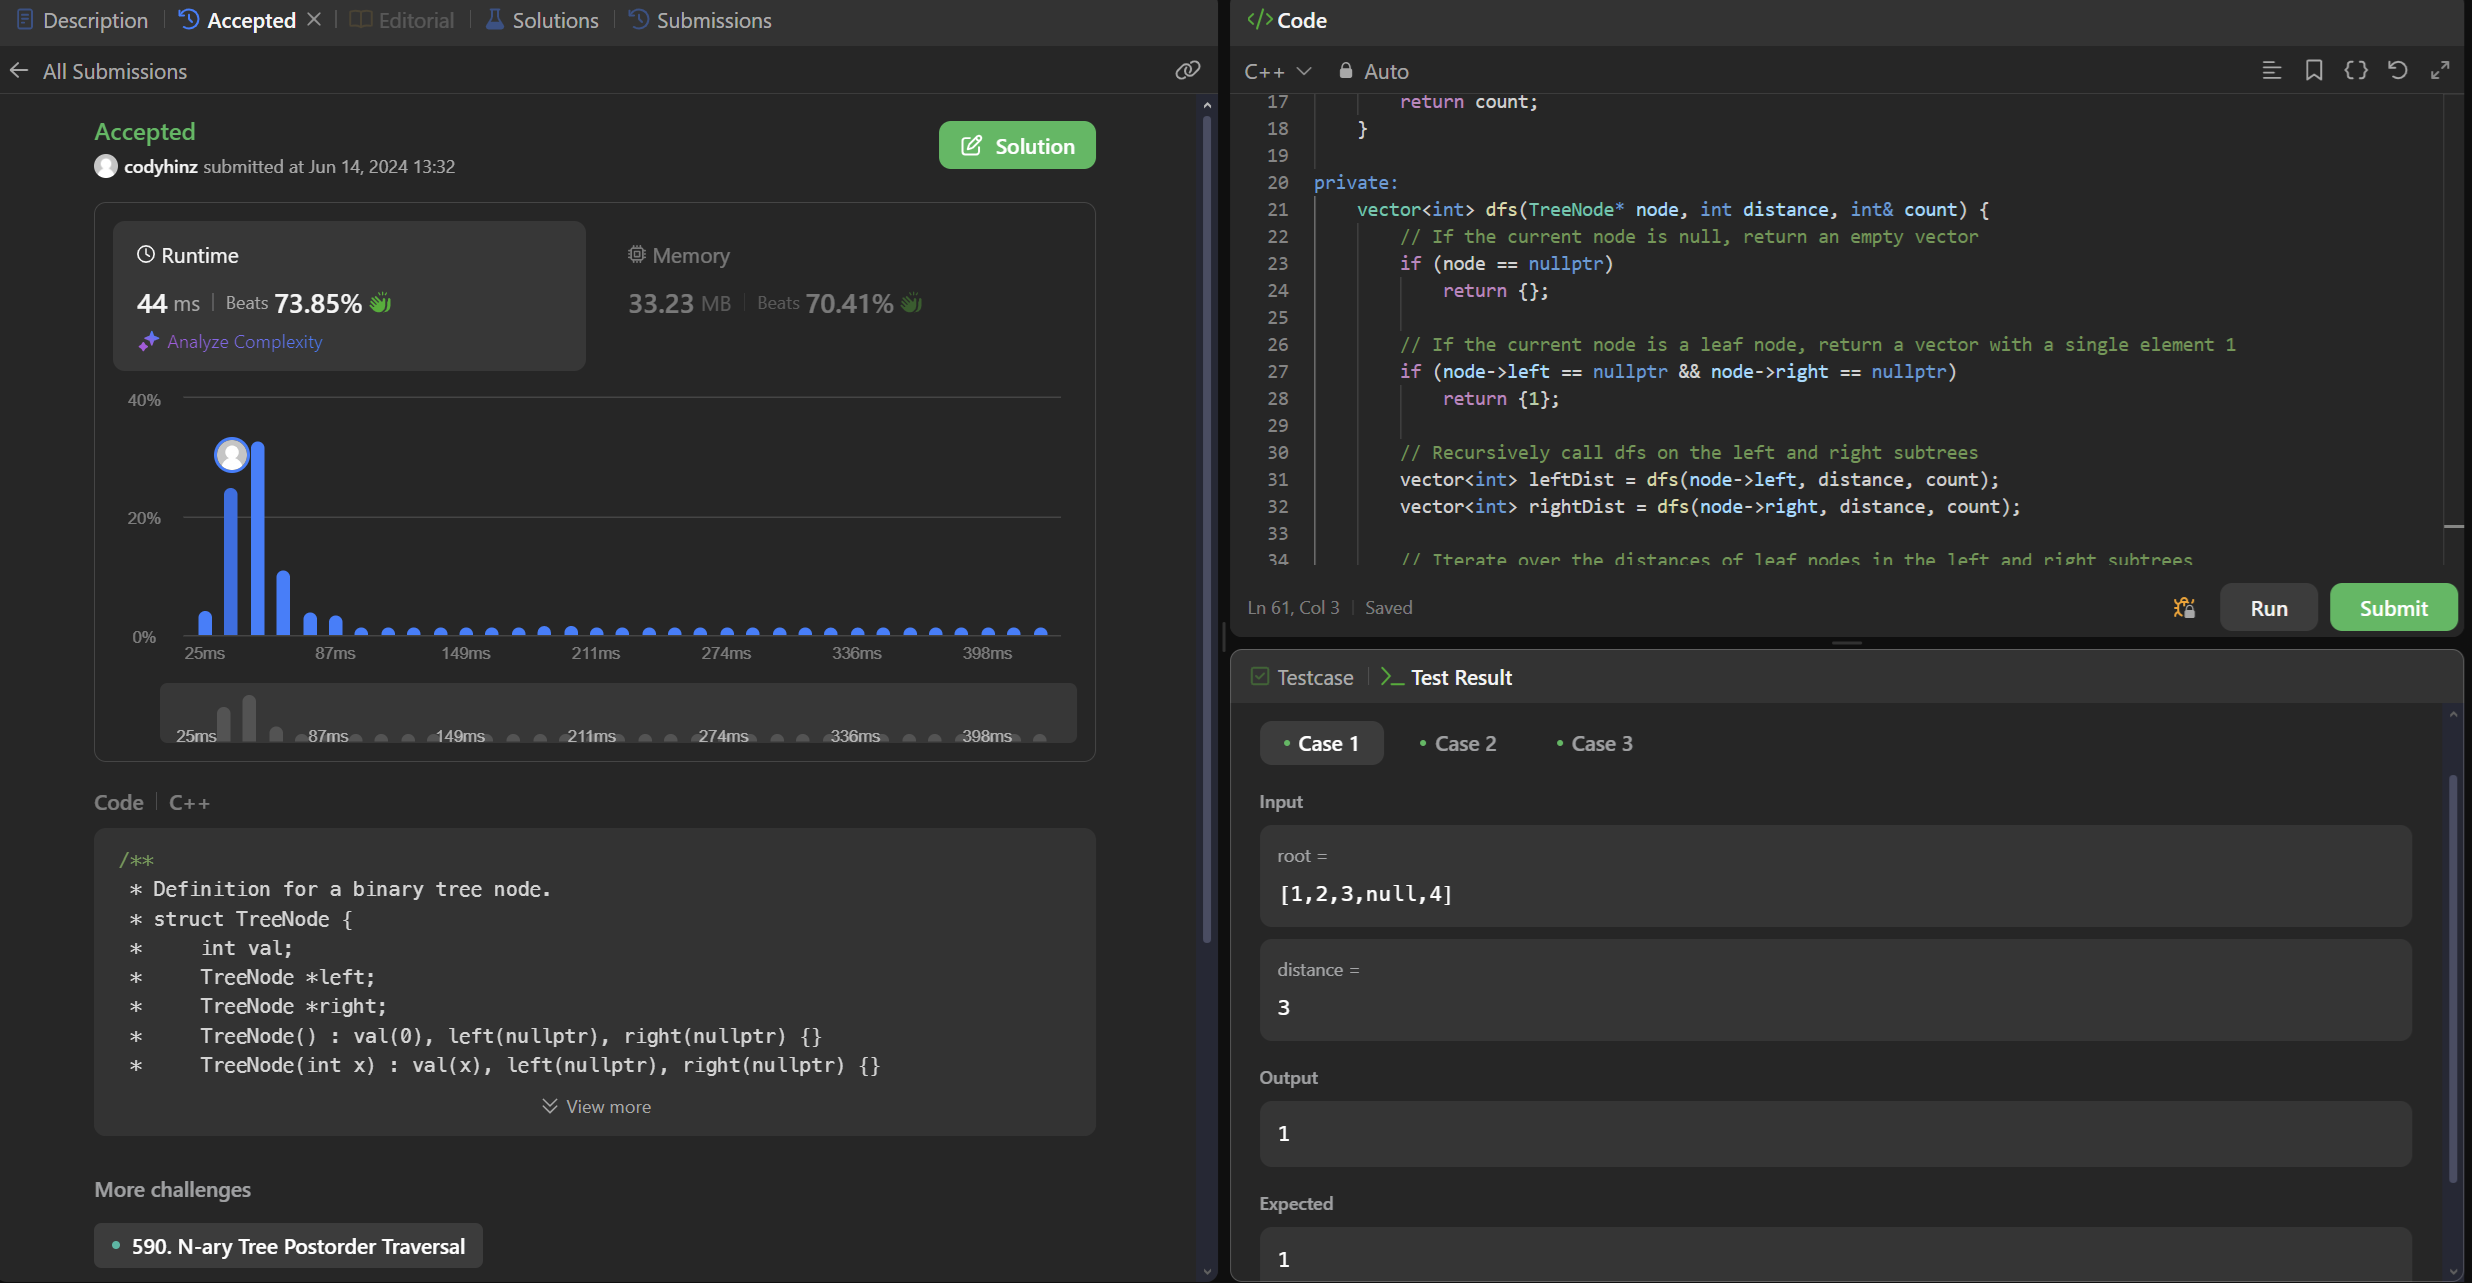 Description
Accepted
Editorial
Solutions
Submissions
All Submissions
Accepted
codyhinz submitted at Jun 14, 2024 13:32
Solution
Runtime
44 ms | Beats 73.85%
Analyze Complexity
Memory
33.23 MB | Beats 70.41%
40%
20%
0%
25ms 87ms 149ms 211ms 274ms 336ms 398ms
25ms 87ms 149ms 211ms 274ms 336ms 398ms
Code | C++
/**
 * Definition for a binary tree node.
 * struct TreeNode {
 *     int val;
 *     TreeNode *left;
 *     TreeNode *right;
 *     TreeNode() : val(0), left(nullptr), right(nullptr) {}
 *     TreeNode(int x) : val(x), left(nullptr), right(nullptr) {}
View more
More challenges
590. N-ary Tree Postorder Traversal
</> Code
C++
Auto
17         return count;
18     }
19
20 private:
21     vector<int> dfs(TreeNode* node, int distance, int& count) {
22         // If the current node is null, return an empty vector
23         if (node == nullptr)
24             return {};
25
26         // If the current node is a leaf node, return a vector with a single element 1
27         if (node->left == nullptr && node->right == nullptr)
28             return {1};
29
30         // Recursively call dfs on the left and right subtrees
31         vector<int> leftDist = dfs(node->left, distance, count);
32         vector<int> rightDist = dfs(node->right, distance, count);
33
34         // Iterate over the distances of leaf nodes in the left and right subtrees
Ln 61, Col 3 | Saved
Run
Submit
Testcase
Test Result
Case 1
Case 2
Case 3
Input
root =
[1,2,3,null,4]
distance =
3
Output
1
Expected
1